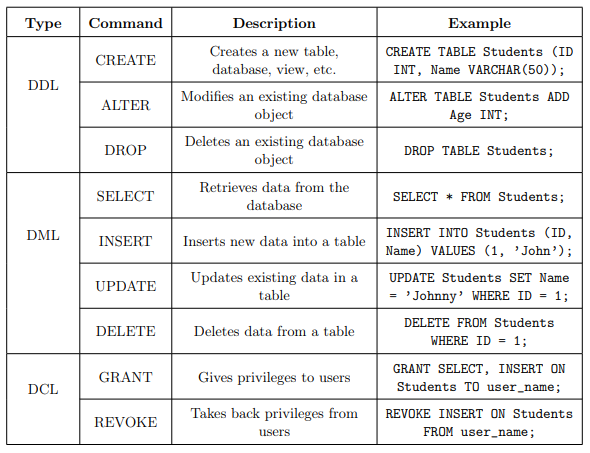 Type Command Description Example
DDL
CREATE
Creates a new table,
database, view, etc.
CREATE TABLE Students (ID
INT, Name VARCHAR(50));
ALTER
Modifies an existing database
object
ALTER TABLE Students ADD
Age INT;
DROP
Deletes an existing database
object
DROP TABLE Students;
DML
SELECT
Retrieves data from the
database
SELECT * FROM Students;
INSERT
Inserts new data into a table
INSERT INTO Students (ID,
Name) VALUES (1, ’John’);
UPDATE
Updates existing data in a
table
UPDATE Students SET Name
= ’Johnny’ WHERE ID = 1;
DELETE
Deletes data from a table
DELETE FROM Students
WHERE ID = 1;
DCL
GRANT
Gives privileges to users
GRANT SELECT, INSERT ON
Students TO user_name;
REVOKE
Takes back privileges from
users
REVOKE INSERT ON Students
FROM user_name;